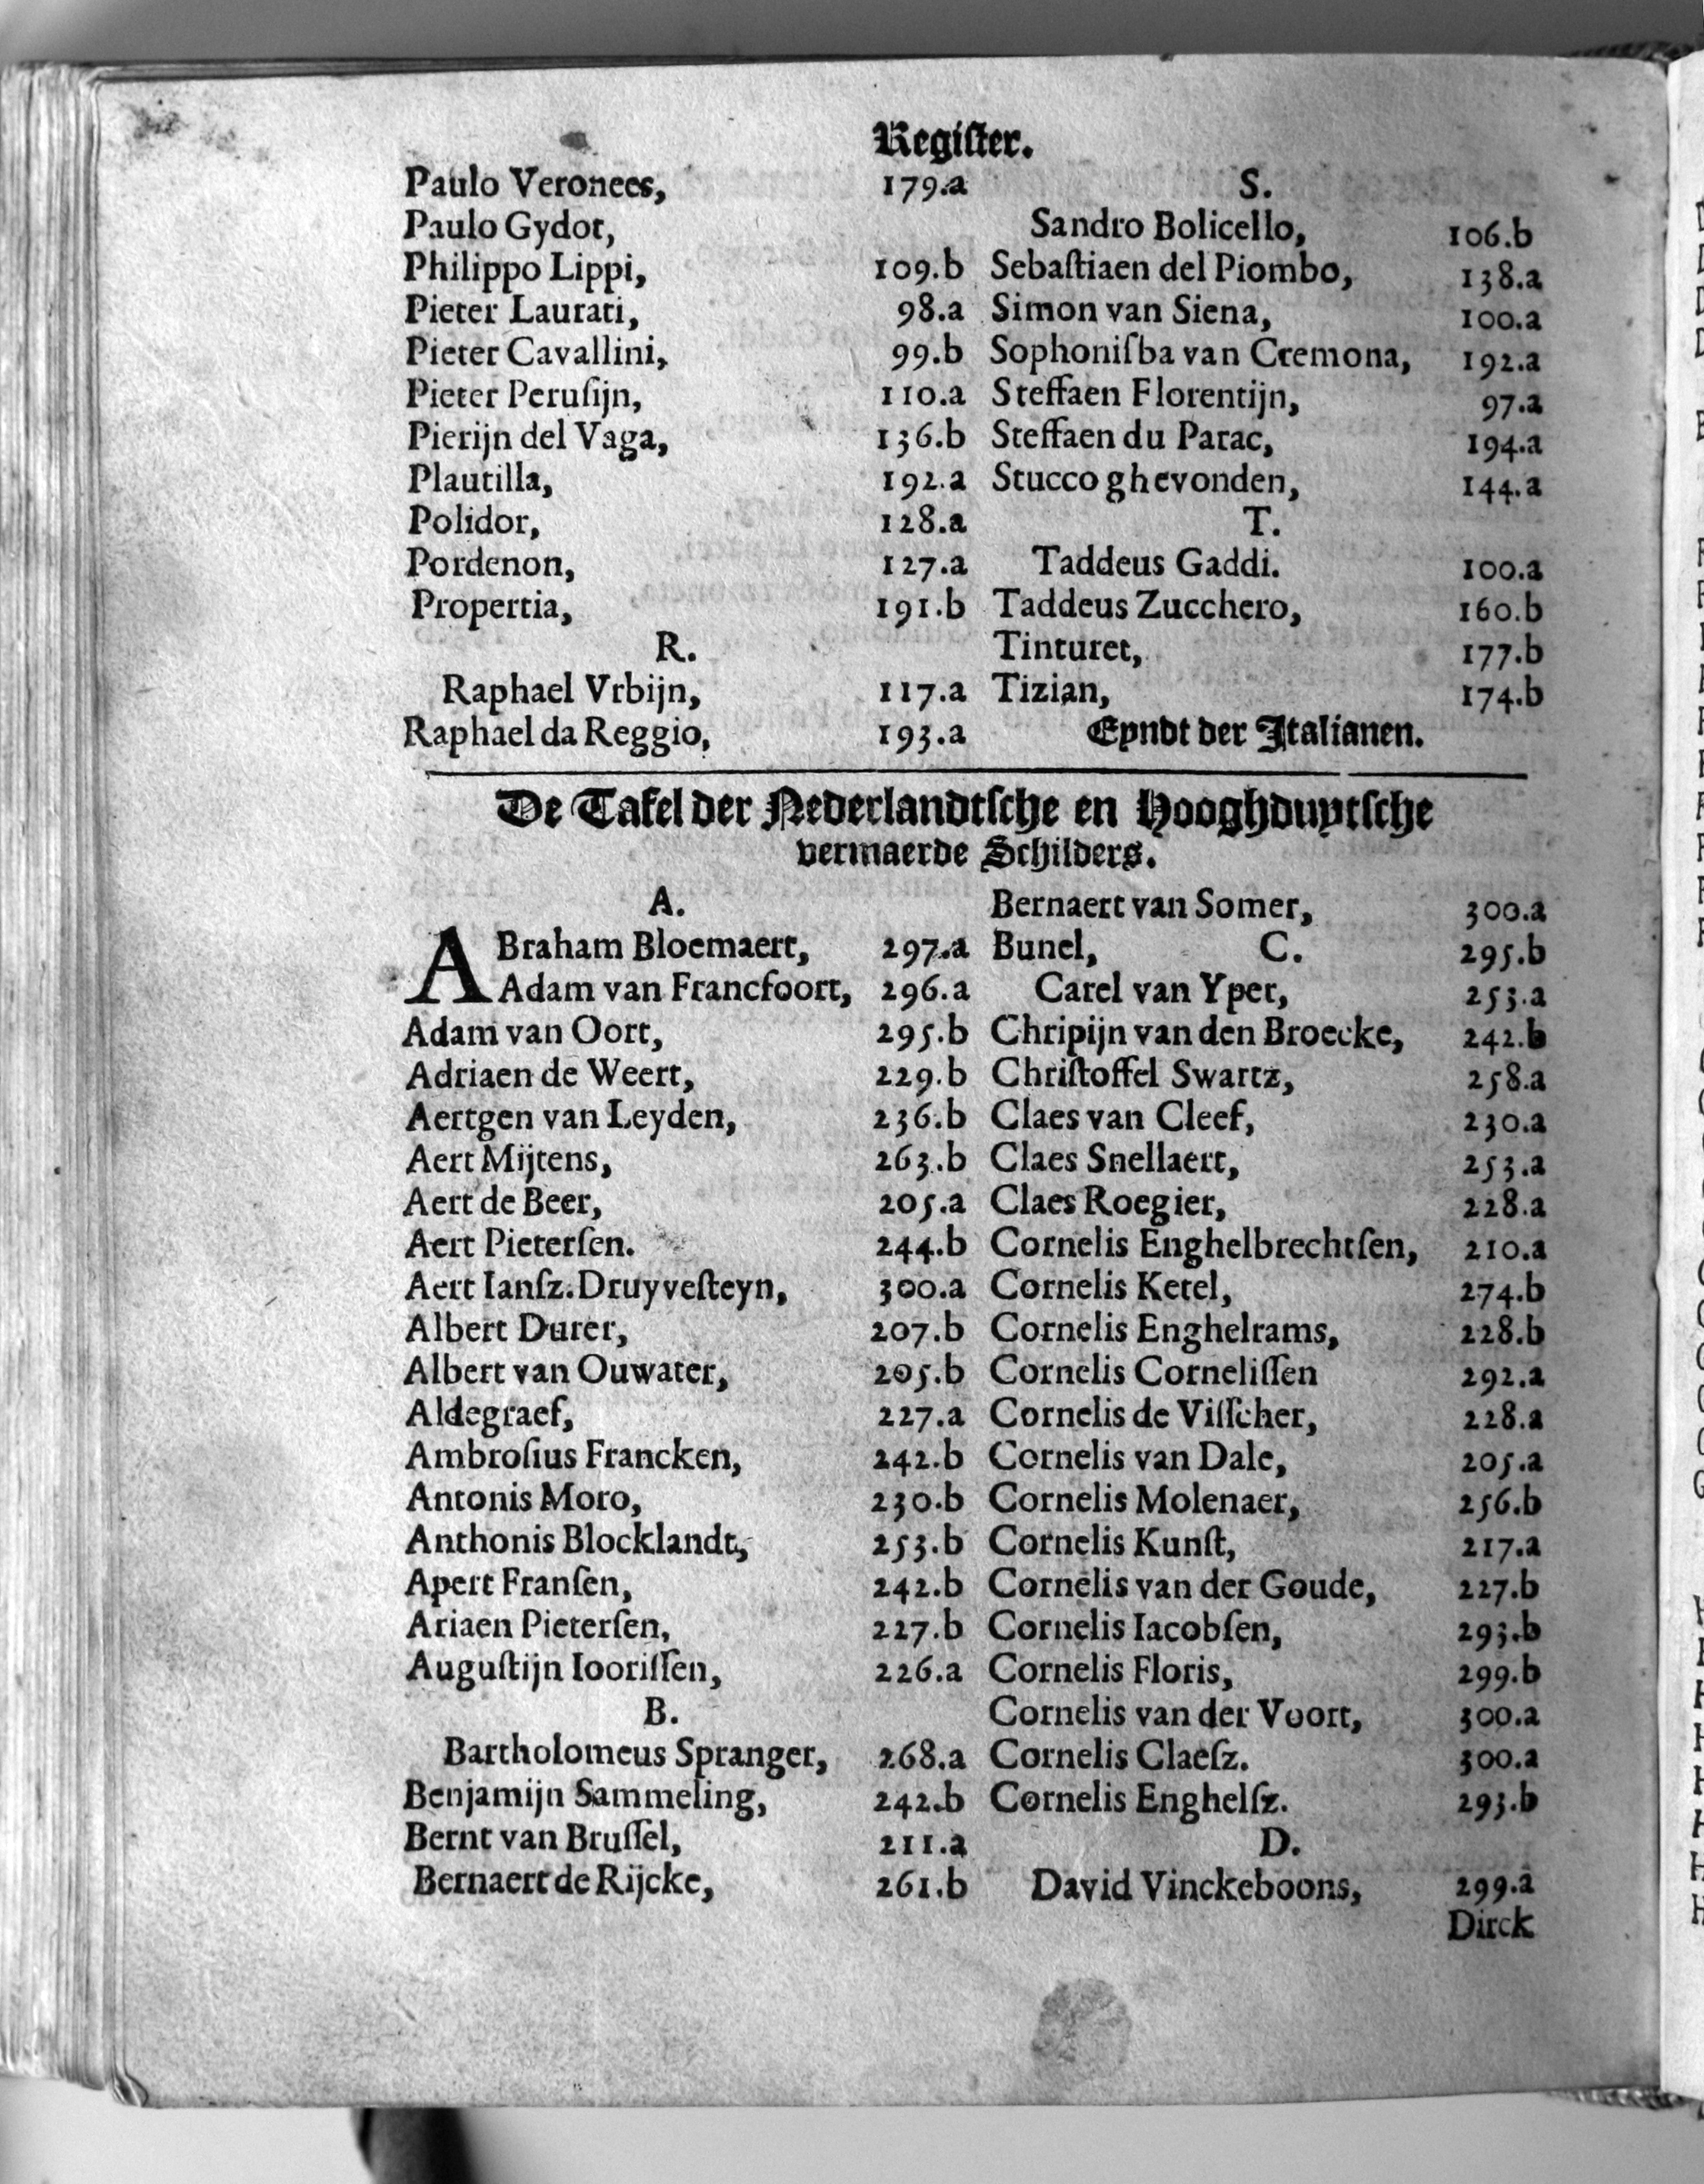 Regiſter.
Paulo Veronees, 179.a
Paulo Gydot,
Philippo Lippi, 109.b
Pieter Laurati, 98.a
Pieter Cavallini, 99.b
Pieter Peruſijn, 110.a
Pierijn del Vaga, 136.b
Plautilla, 192.a
Polidor, 128.a
Pordenon, 127.a
Propertia, 191.b
R.
Raphael Vrbijn, 117.a
Raphael da Reggio, 193.a
S.
Sandro Bolicello, 106.b
Sebaſtiaen del Piombo, 138.a
Simon van Siena, 100.a
Sophoniſba van Cremona, 192.a
Steffaen Florentijn, 97.a
Steffaen du Parac, 194.a
Stucco ghevonden, 144.a
T.
Taddeus Gaddi. 100.a
Taddeus Zucchero, 160.b
Tinturet, 177.b
Tizian, 174.b
Eyndt der Italianen.
De Tafel der Nederlandtſche en Hooghduytſche
vermaerde Schilders.
A.
ABraham Bloemaert, 297.a
Adam van Francfoort, 296.a
Adam van Oort, 295.b
Adriaen de Weert, 229.b
Aertgen van Leyden, 236.b
Aert Mijtens, 263.b
Aert de Beer, 205.a
Aert Pieterſen. 244.b
Aert Ianſz. Druyveſteyn, 300.a
Albert Durer, 207.b
Albert van Ouwater, 205.b
Aldegraef, 227.a
Ambroſius Francken, 242.b
Antonis Moro, 230.b
Anthonis Blocklandt, 253.b
Apert Franſen, 242.b
Ariaen Pieterſen, 227.b
Auguſtijn Iooriſſen, 226.a
B.
Bartholomeus Spranger, 268.a
Benjamijn Sammeling, 242.b
Bernt van Bruſſel, 211.a
Bernaert de Rijcke, 261.b
Bernaert van Somer, 300.a
Bunel, 295.b
C.
Carel van Yper, 253.a
Chripijn van den Broecke, 242.b
Chriſtoffel Swartz, 258.a
Claes van Cleef, 230.a
Claes Snellaert, 253.a
Claes Roegier, 228.a
Cornelis Enghelbrechtſen, 210.a
Cornelis Ketel, 274.b
Cornelis Enghelrams, 228.b
Cornelis Corneliſſen 292.a
Cornelis de Viſſcher, 228.a
Cornelis van Dale, 205.a
Cornelis Molenaer, 256.b
Cornelis Kunſt, 217.a
Cornelis van der Goude, 227.b
Cornelis Iacobſen, 293.b
Cornelis Floris, 299.b
Cornelis van der Voort, 300.a
Cornelis Claeſz. 300.a
Cornelis Enghelſz. 293.b
D.
David Vinckeboons, 299.a
Dirck